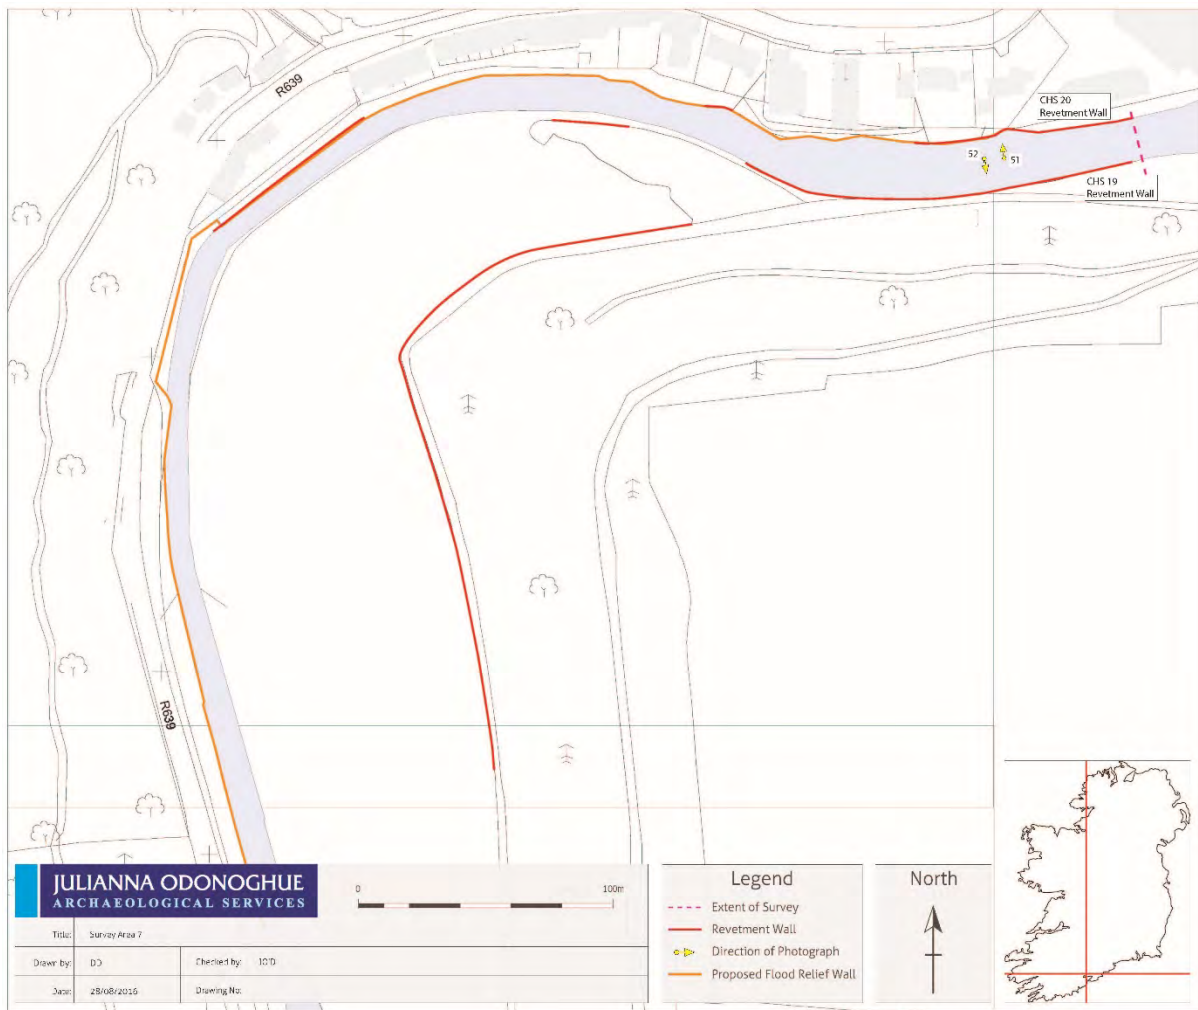 R639
CHS 20
Revetment Wall
52
51
CHS 19
Revetment Wall
R639
JULIANNA ODONOGHUE
ARCHAEOLOGICAL SERVICES
0 100m
Title: Survey Area 7
Drawn by: DD Checked by: JO'D
Date: 28/08/2016 Drawing No:
Legend
Extent of Survey
Revetment Wall
Direction of Photograph
Proposed Flood Relief Wall
North